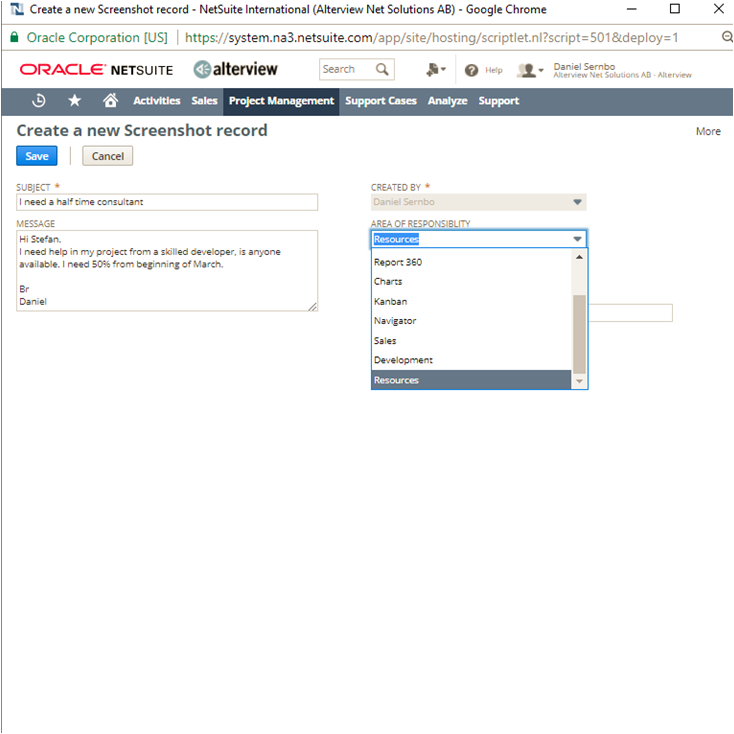 Create a new Screenshot record - NetSuite International (Alterview Net Solutions AB) - Google Chrome
Oracle Corporation [US] https://system.na3.netsuite.com/app/site/hosting/scriptlet.nl?script=501&deploy=1
ORACLE® NETSUITE alterview Search Help Daniel Sernbo
Alterview Net Solutions AB - Alterview
Activities Sales Project Management Support Cases Analyze Support
Create a new Screenshot record More
Save Cancel
SUBJECT * CREATED BY *
I need a half time consultant Daniel Sernbo
MESSAGE AREA OF RESPONSIBLITY
Hi Stefan. Resources
I need help in my project from a skilled developer, is anyone
available. I need 50% from beginning of March.
Br
Daniel
Report 360
Charts
Kanban
Navigator
Sales
Development
Resources